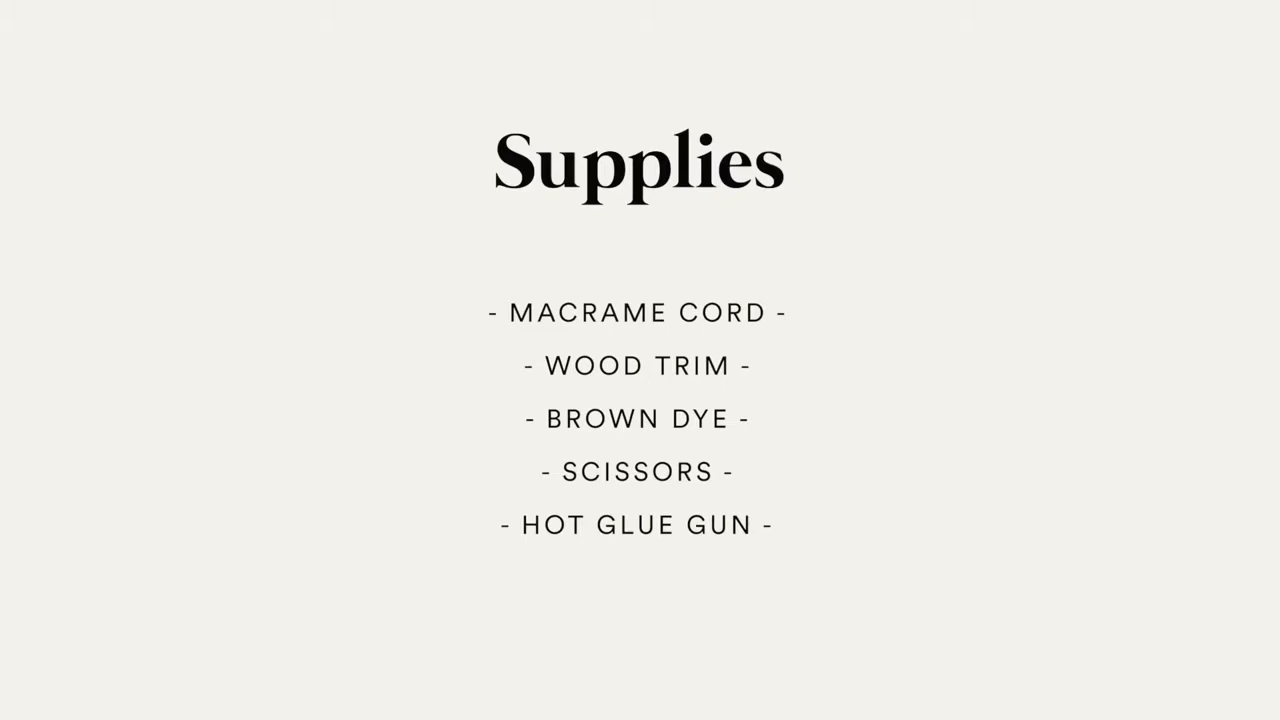 Supplies
- MACRAME CORD -
- WOOD TRIM -
- BROWN DYE -
- SCISSORS -
- HOT GLUE GUN -